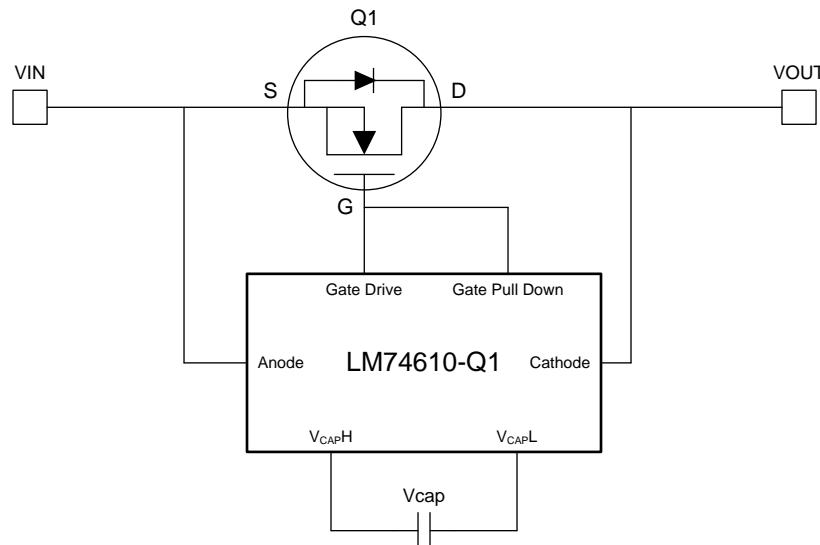 Q1
VIN
VOUT
S
D
G
Gate Drive
Gate Pull Down
Anode
LM74610-Q1
Cathode
VCAPH
VCAPL
Vcap